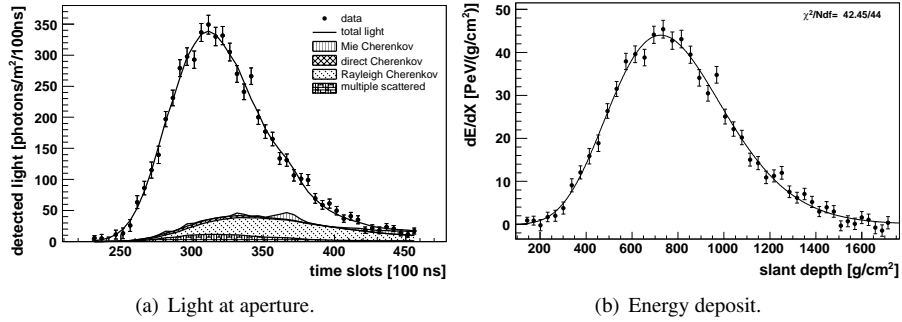 detected light [photons/m²/100ns]
350
300
250
200
150
100
50
0
data
total light
Mie Cherenkov
direct Cherenkov
Rayleigh Cherenkov
multiple scattered
250 300 350 400 450
time slots [100 ns]
(a) Light at aperture.
dE/dX [PeV/(g/cm²)]
50
40
30
20
10
0
χ²/Ndf= 42.45/44
200 400 600 800 1000 1200 1400 1600
slant depth [g/cm²]
(b) Energy deposit.